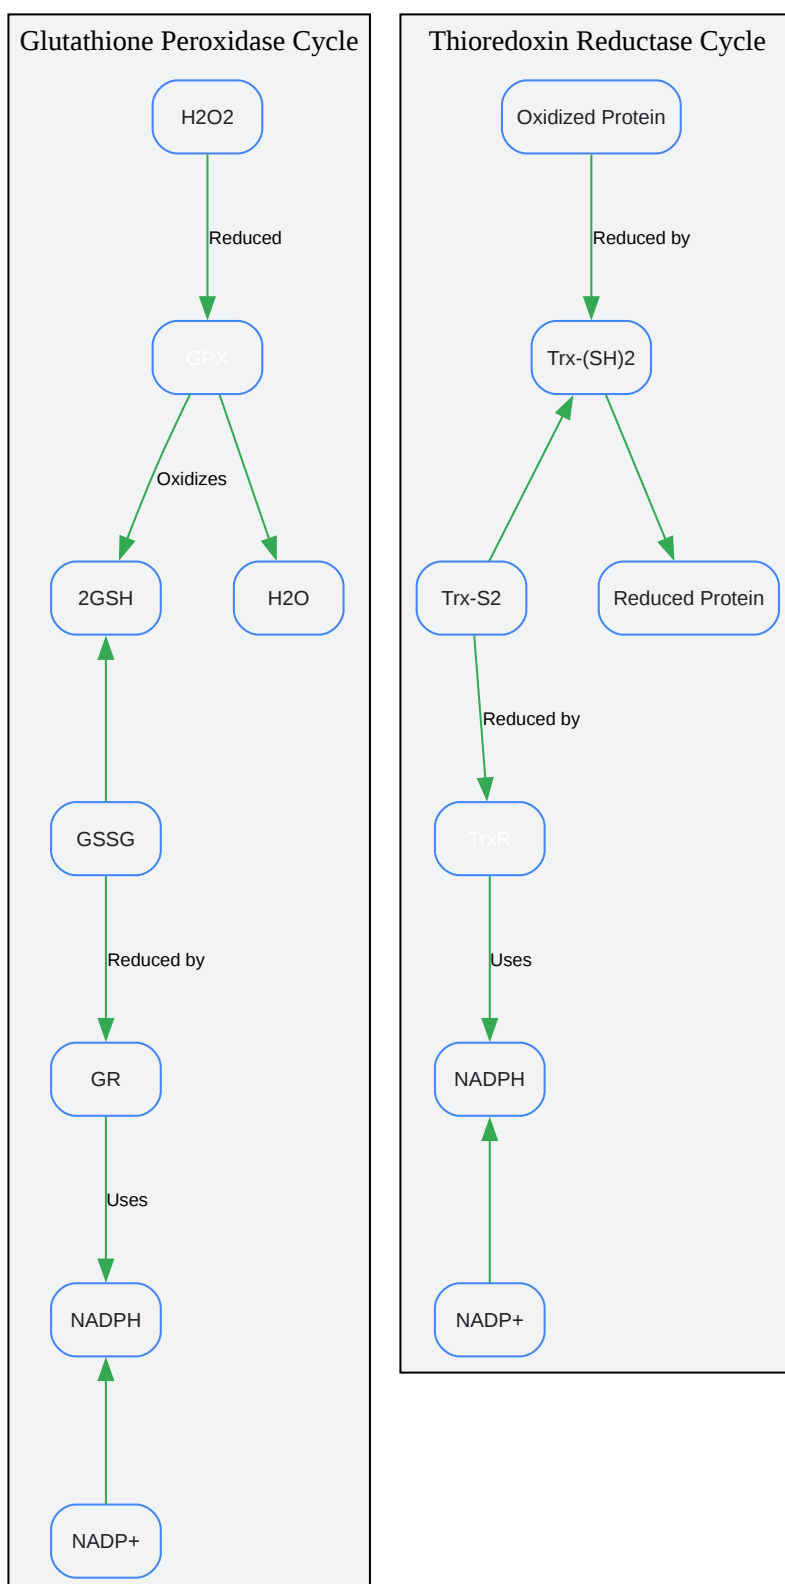 Glutathione Peroxidase Cycle
H2O2
Reduced
GPX
Oxidizes
2GSH
H2O
GSSG
Reduced by
GR
Uses
NADPH
NADP+
Thioredoxin Reductase Cycle
Oxidized Protein
Reduced by
Trx-(SH)2
Trx-S2
Reduced Protein
Reduced by
TrxR
Uses
NADPH
NADP+